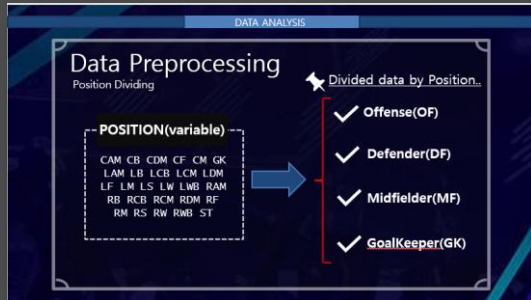 DATA ANALYSIS
Data Preprocessing
Position Dividing
POSITION(variable)
CAM CB CDM CF CM GK
LAM LB LCB LCM LDM
LF LM LS LW LWB RAM
RB RCB RCM RDM RF
RM RS RW RWB ST
Divided data by Position..
Offense(OF)
Defender(DF)
Midfielder(MF)
GoalKeeper(GK)